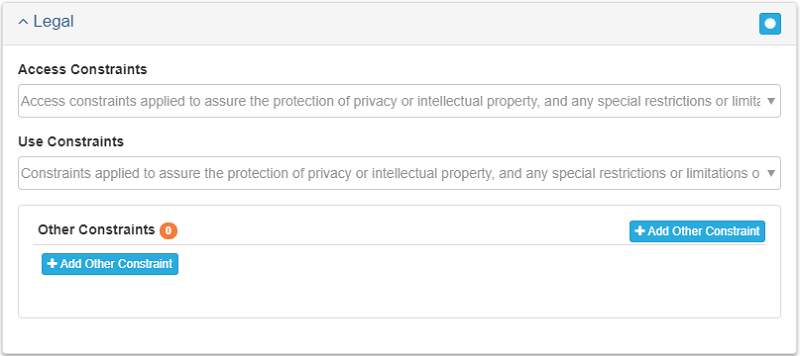 Legal
Access Constraints
Access constraints applied to assure the protection of privacy or intellectual property, and any special restrictions or limita
Use Constraints
Constraints applied to assure the protection of privacy or intellectual property, and any special restrictions or limitations o
Other Constraints 0
+ Add Other Constraint
+ Add Other Constraint